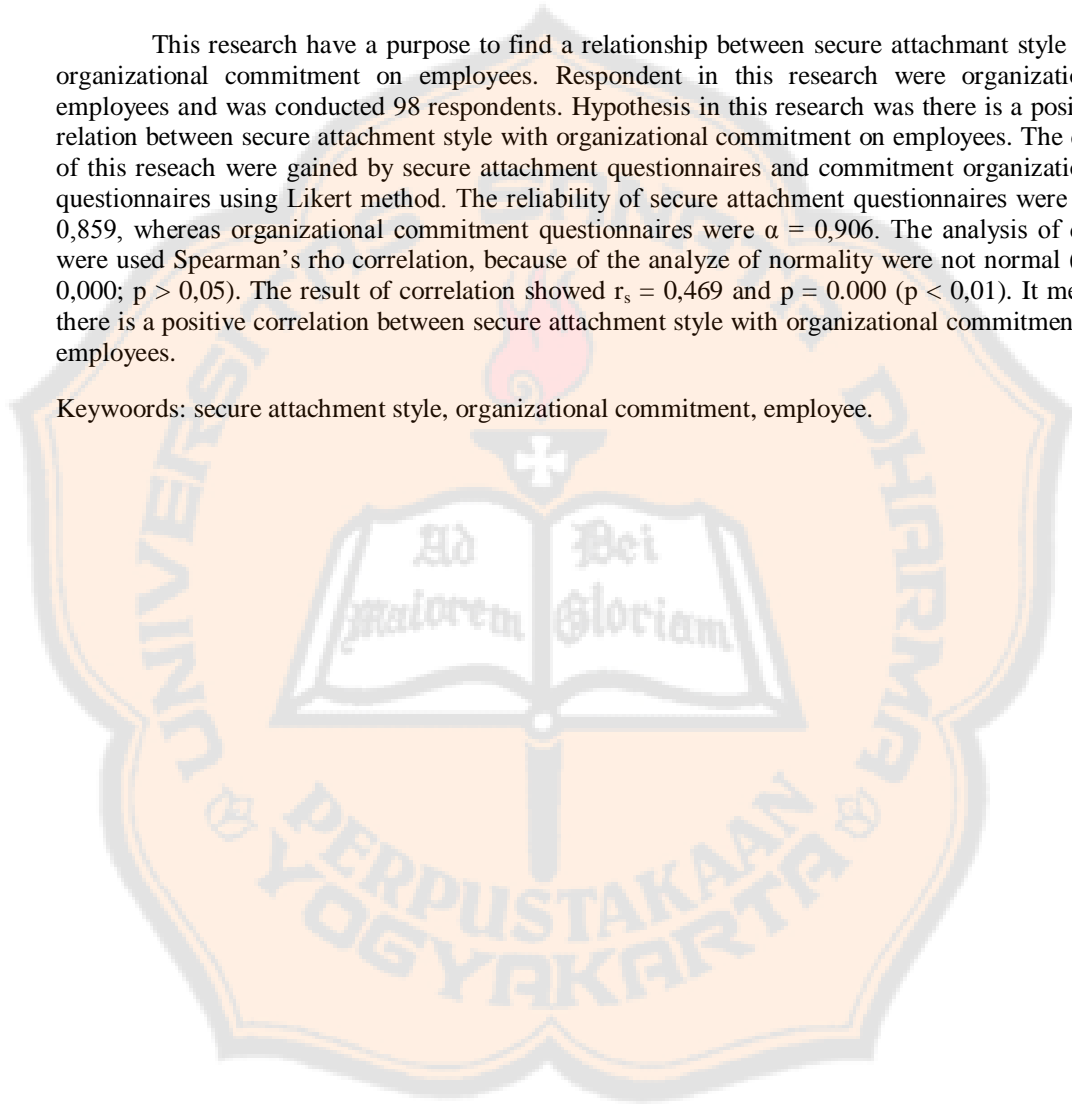 This research have a purpose to find a relationship between secure attachmant style
organizational commitment on employees. Respondent in this research were organizatio
employees and was conducted 98 respondents. Hypothesis in this research was there is a posi
relation between secure attachment style with organizational commitment on employees. The
of this reseach were gained by secure attachment questionnaires and commitment organizatio
questionnaires using Likert method. The reliability of secure attachment questionnaires were
0,859, whereas organizational commitment questionnaires were α = 0,906. The analysis of
were used Spearman's rho correlation, because of the analyze of normality were not normal (
0,000; p > 0,05). The result of correlation showed rs = 0,469 and p = 0.000 (p < 0,01). It me
there is a positive correlation between secure attachment style with organizational commitmen
employees.
Keywoords: secure attachment style, organizational commitment, employee.
UNIVERSITAS SANATA DHARMA
Ad Dei
Maiorem Gloriam
PERPUSTAKAAN
YOGYAKARTA